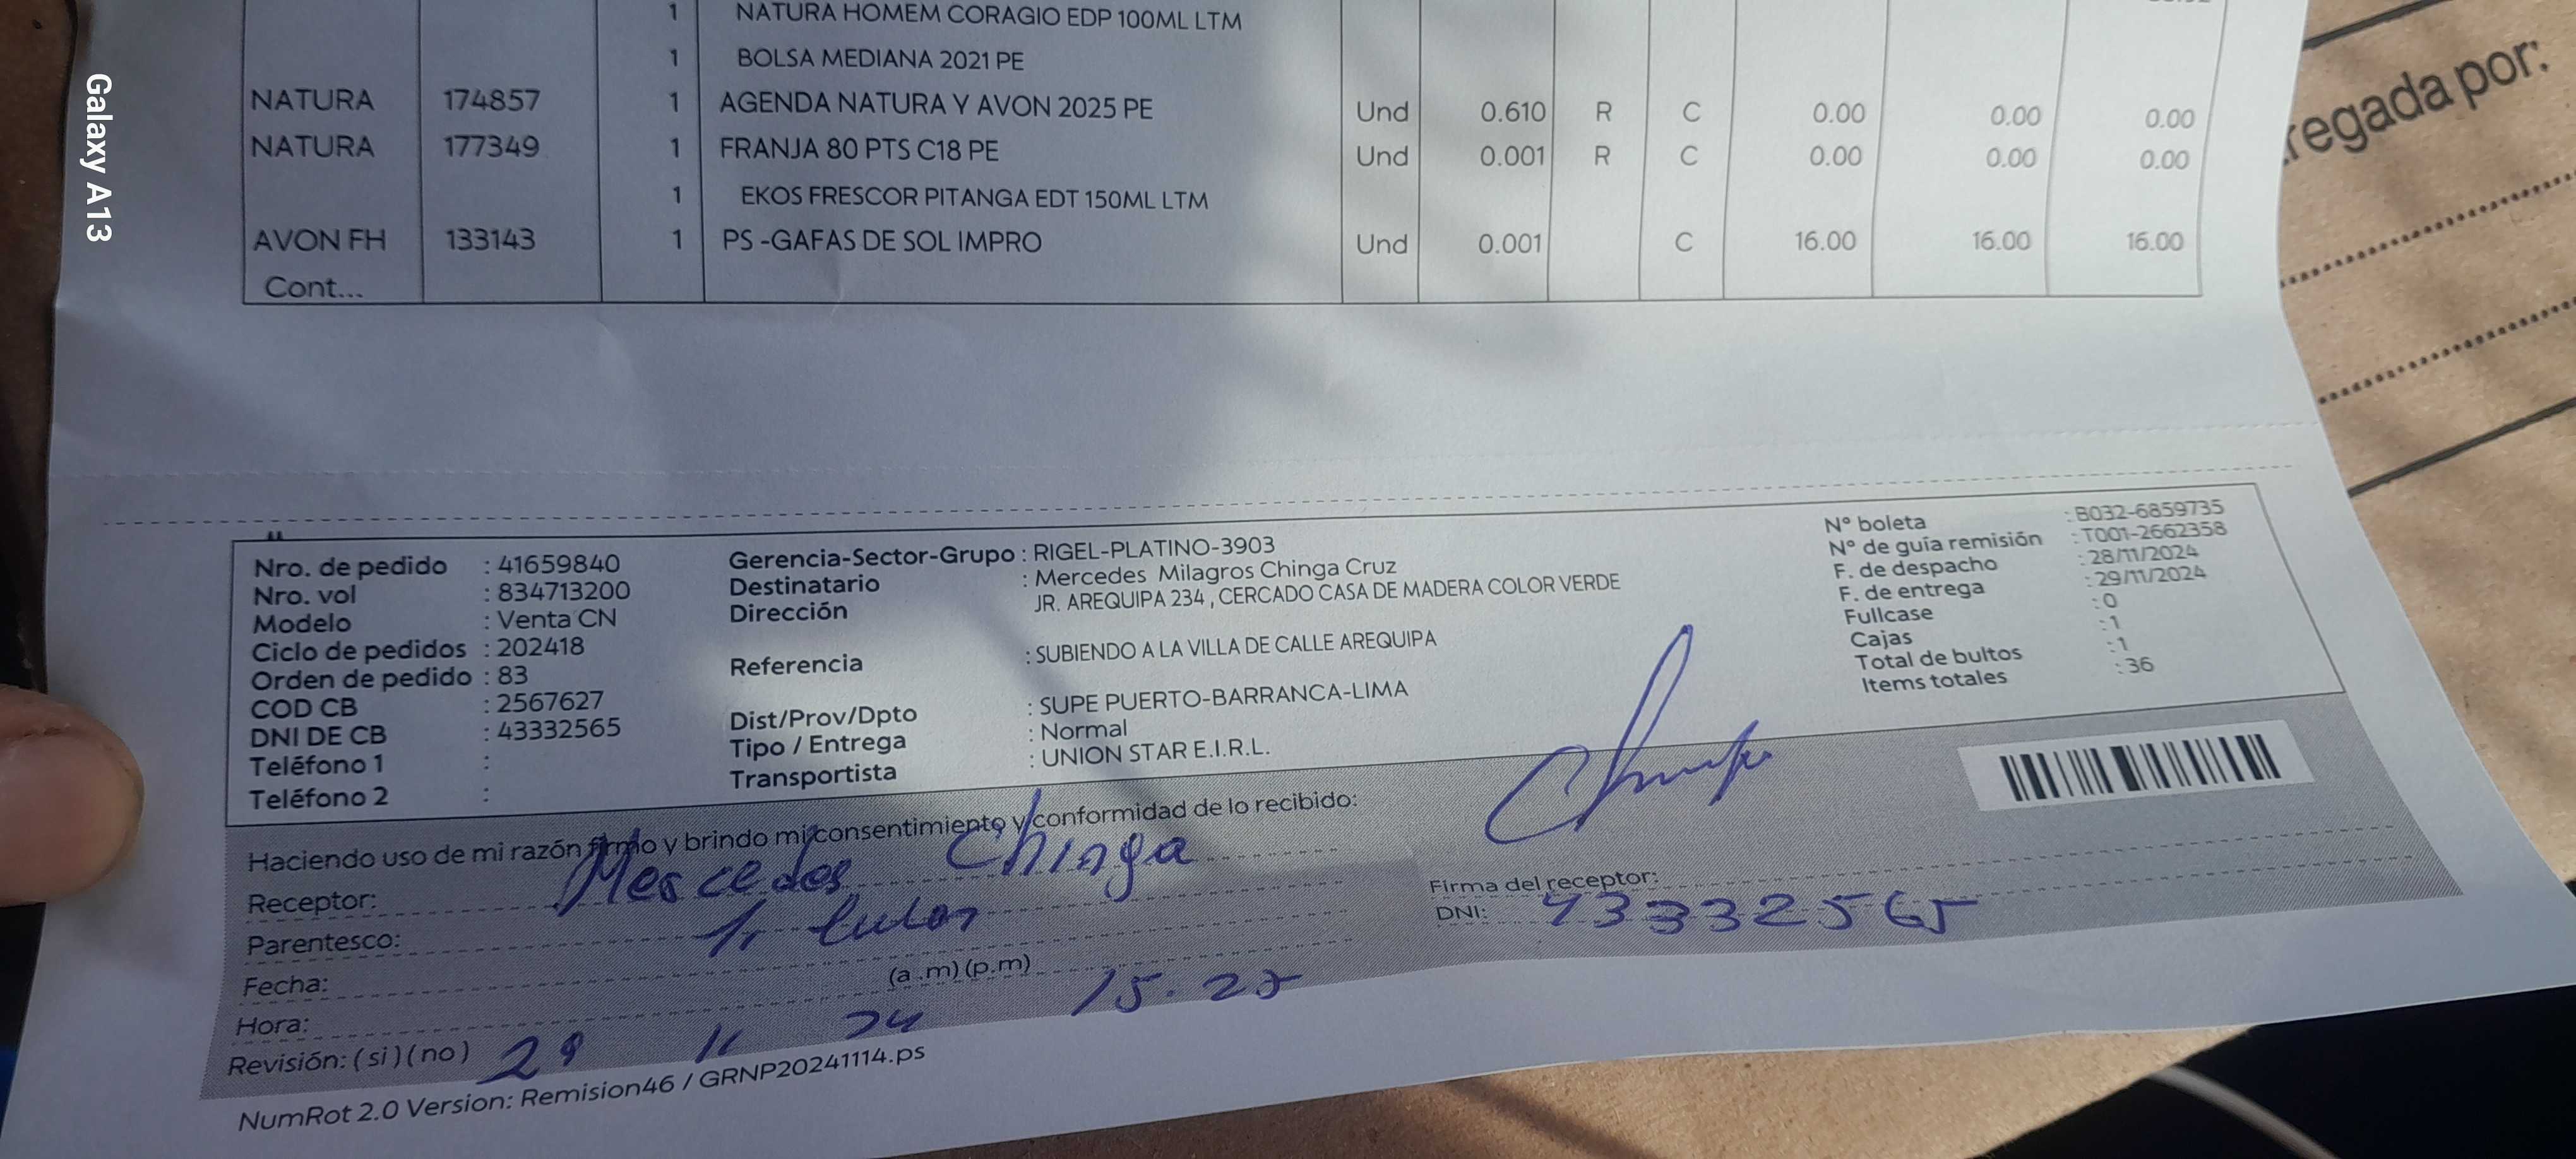 1 NATURA HOMEM CORAGIO EDP 100ML LTM
1 BOLSA MEDIANA 2021 PE
NATURA 174857 1 AGENDA NATURA Y AVON 2025 PE Und 0.610 R C 0.00 0.00 0.00
NATURA 177349 1 FRANJA 80 PTS C18 PE Und 0.001 R C 0.00 0.00 0.00
1 EKOS FRESCOR PITANGA EDT 150ML LTM
AVON FH 133143 1 PS -GAFAS DE SOL IMPRO Und 0.001 C 16.00 16.00 16.00
Cont...
Nro. de pedido : 41659840
Nro. vol : 834713200
Modelo : Venta CN
Ciclo de pedidos : 202418
Orden de pedido : 83
COD CB : 2567627
DNI DE CB : 43332565
Teléfono 1 :
Teléfono 2 :
Gerencia-Sector-Grupo : RIGEL-PLATINO-3903
Destinatario : Mercedes Milagros Chinga Cruz
Dirección JR. AREQUIPA 234 , CERCADO CASA DE MADERA COLOR VERDE
Referencia : SUBIENDO A LA VILLA DE CALLE AREQUIPA
Dist/Prov/Dpto : SUPE PUERTO-BARRANCA-LIMA
Tipo / Entrega : Normal
Transportista : UNION STAR E.I.R.L.
N° boleta : B032-6859735
N° de guía remisión : T001-2662358
F. de despacho : 28/11/2024
F. de entrega : 29/11/2024
Fullcase : 0
Cajas : 1
Total de bultos : 1
Items totales : 36
Haciendo uso de mi razón firmo y brindo mi consentimiento y conformidad de lo recibido:
Receptor: Mercedes Chinga
Parentesco:
Fecha: (a .m) (p.m)
Hora:
Revisión: (si) (no) 29 11 24
Firma del receptor:
DNI: 43332565
NumRot 2.0 Version: Remision46 / GRNP20241114.ps
egada por:
Galaxy A13